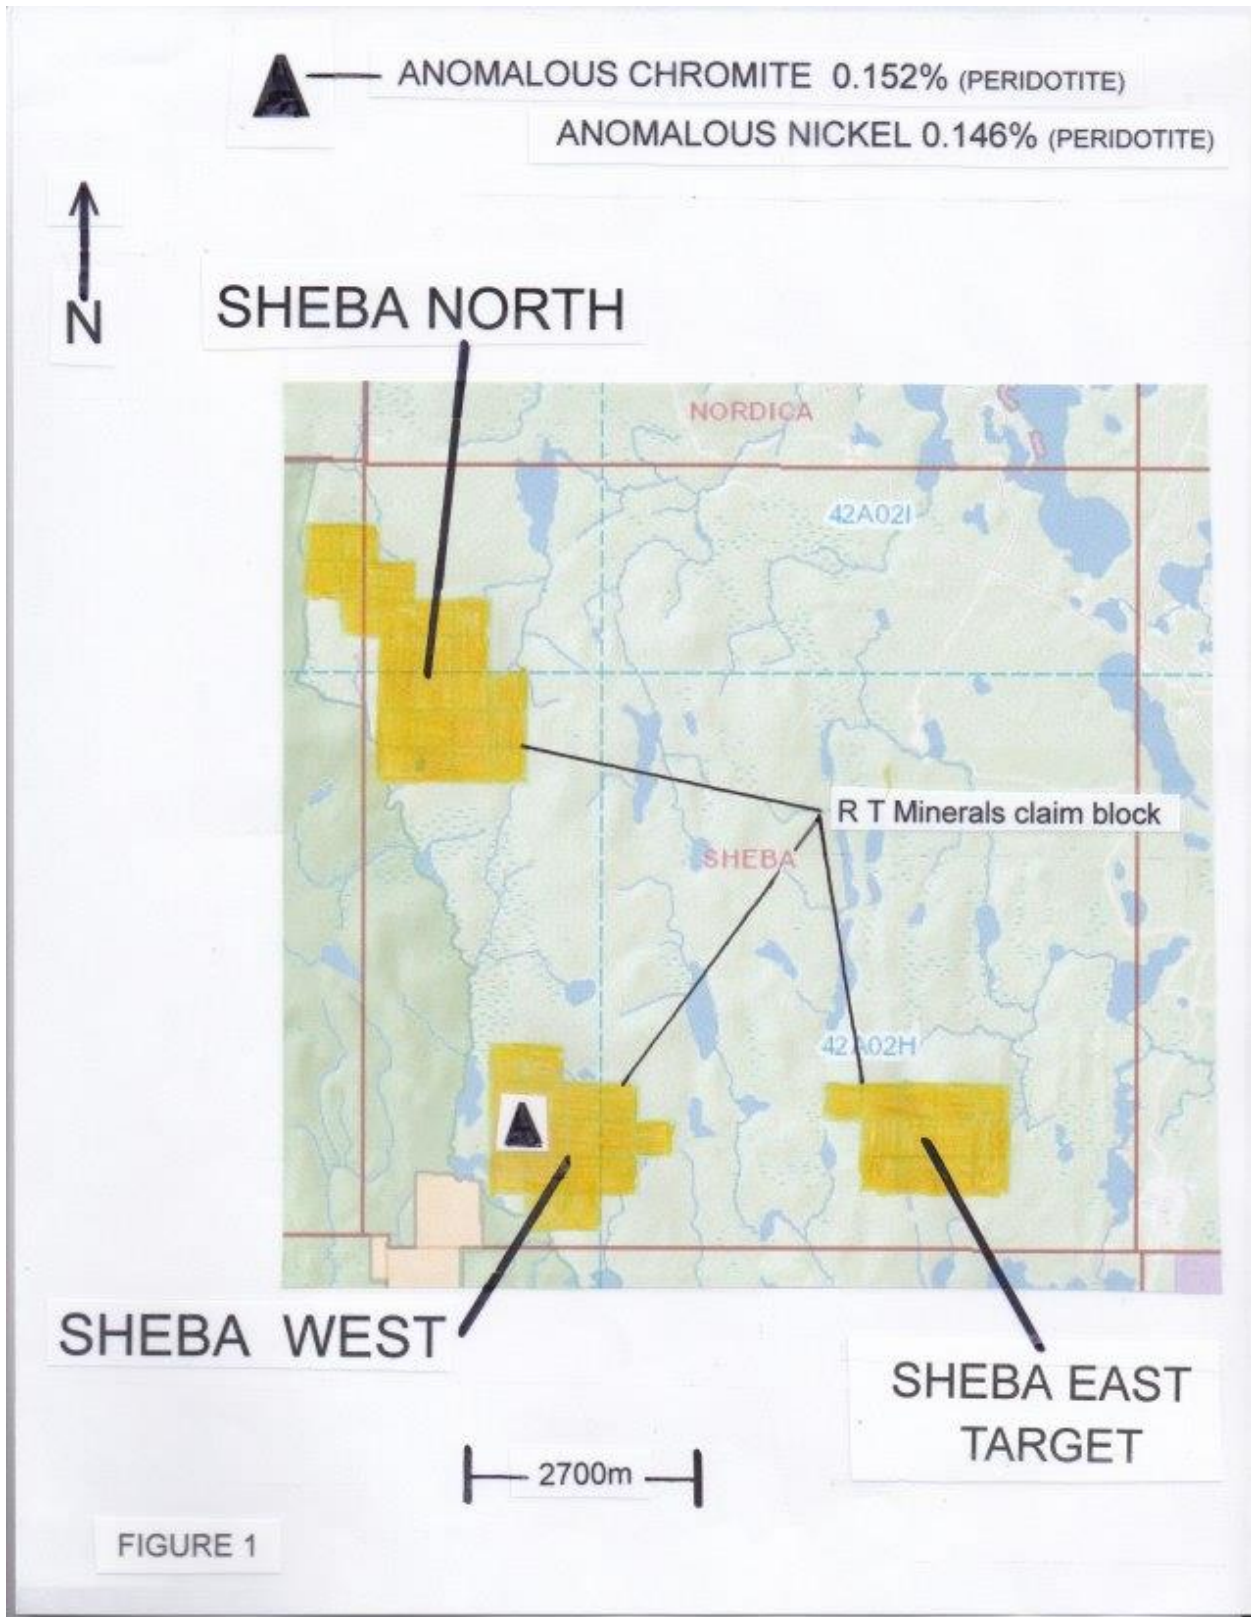 ANOMALOUS CHROMITE 0.152% (PERIDOTITE)
ANOMALOUS NICKEL 0.146% (PERIDOTITE)
N
SHEBA NORTH
NORDICA
42A02I
R T Minerals claim block
SHEBA
42A02H
SHEBA WEST
SHEBA EAST
TARGET
2700m
FIGURE 1